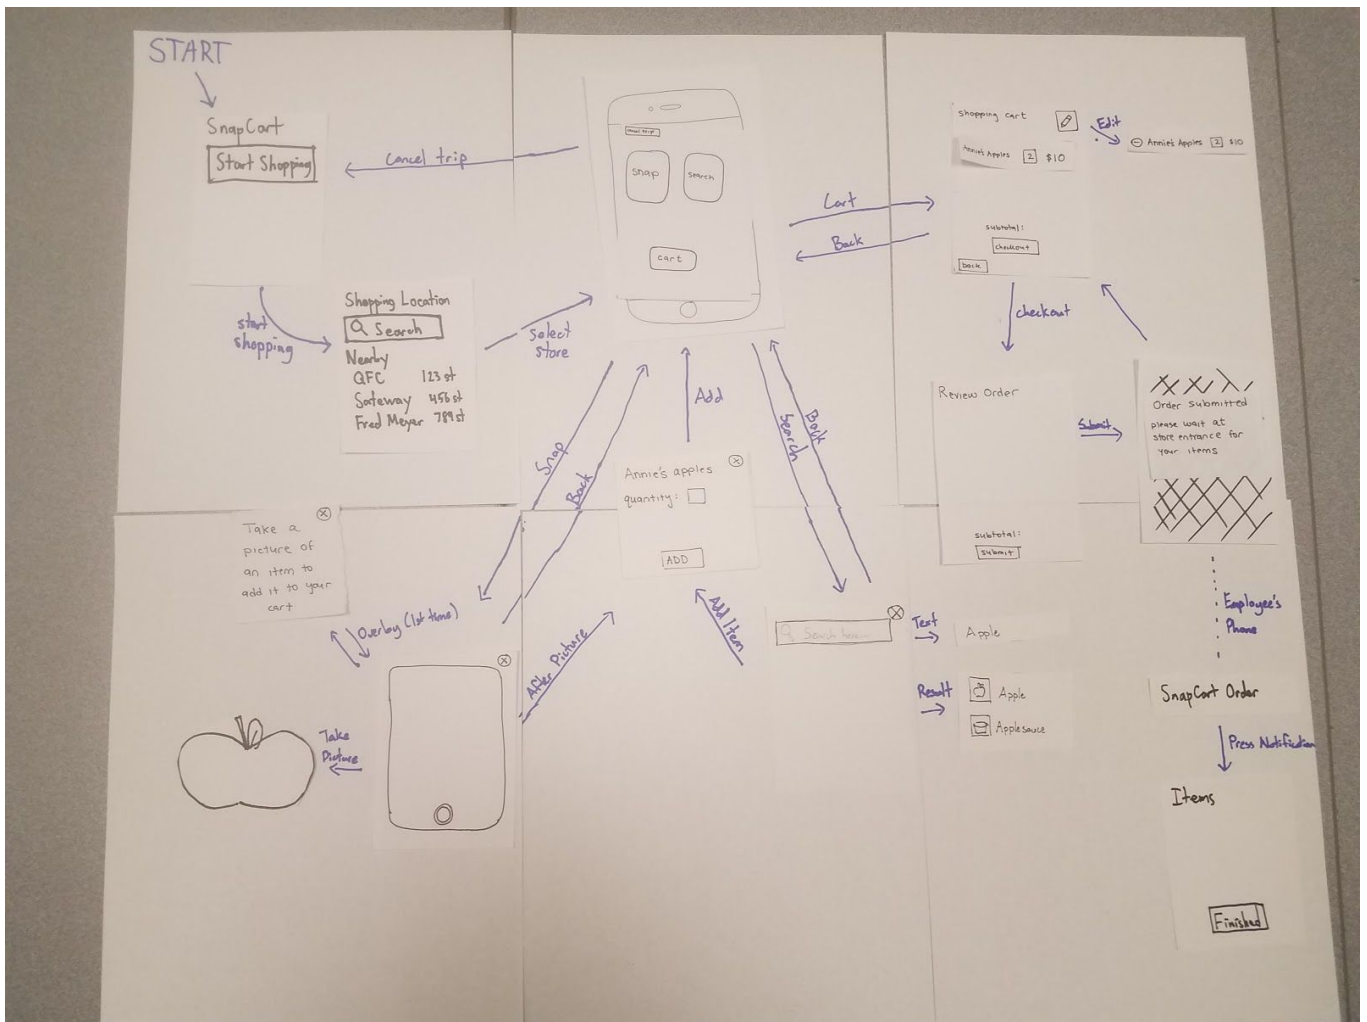 START
SnapCart
Start Shopping
Cancel trip
start
shopping
Shopping Location
Search
Nearby
QFC 123 st
Safeway 456 st
Fred Meyer 789 st
Select
store
cancel trip
snap
search
cart
Cart
Back
Shopping cart
Annie's Apples 2 $10
subtotal:
checkout
back
Edit
Annie's Apples 2 $10
checkout
Review Order
subtotal:
submit
Submit
Order submitted
please wait at
store entrance for
your items
Employee's
Phone
SnapCart Order
Press Notification
Items
Finished
Snap
Back
Add
Search
Back
Annie's apples
quantity:
ADD
Take a
picture of
an item to
add it to your
cart
Overlay (1st time)
Take
Picture
After Picture
Add Item
Search here...
Text
Apple
Result
Apple
Applesauce